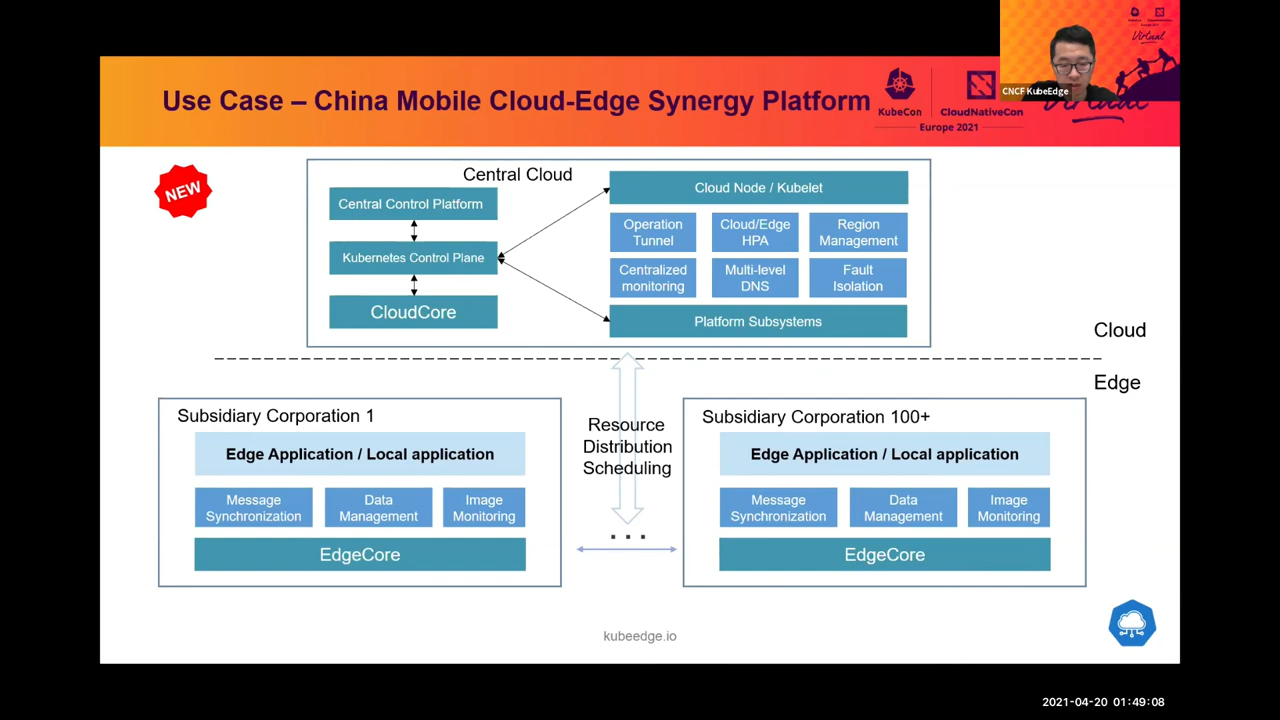 Use Case – China Mobile Cloud-Edge Synergy Platform
KubeCon
CloudNativeCon
Europe 2021
Virtual
Virtual
CNCF KubeEdge
NEW
Central Cloud
Central Control Platform
Kubernetes Control Plane
CloudCore
Cloud Node / Kubelet
Operation
Tunnel
Cloud/Edge
HPA
Region
Management
Centralized
monitoring
Multi-level
DNS
Fault
Isolation
Platform Subsystems
Cloud
Edge
Subsidiary Corporation 1
Edge Application / Local application
Message
Synchronization
Data
Management
Image
Monitoring
EdgeCore
Resource
Distribution
Scheduling
...
Subsidiary Corporation 100+
Edge Application / Local application
Message
Synchronization
Data
Management
Image
Monitoring
EdgeCore
kubeedge.io
2021-04-20 01:49:08